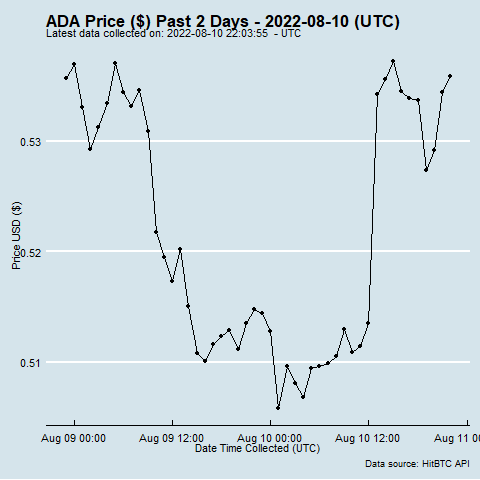 ADA Price ($) Past 2 Days - 2022-08-10 (UTC)
Latest data collected on: 2022-08-10 22:03:55 - UTC
Price USD ($)
0.53
0.52
0.51
Aug 09 00:00 Aug 09 12:00 Aug 10 00:00 Aug 10 12:00 Aug 11 00
Date Time Collected (UTC)
Data source: HitBTC API